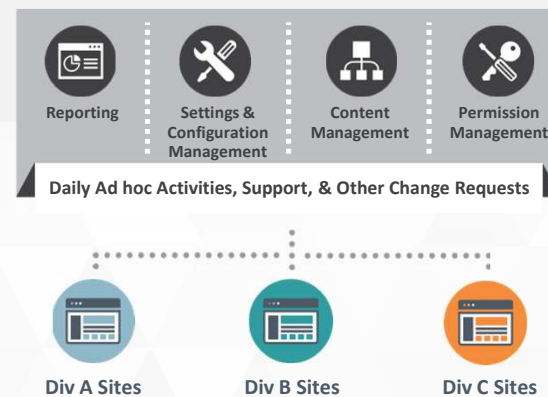 Reporting
Settings &
Configuration
Management
Content
Management
Permission
Management
Daily Ad hoc Activities, Support, & Other Change Requests
Div A Sites
Div B Sites
Div C Sites